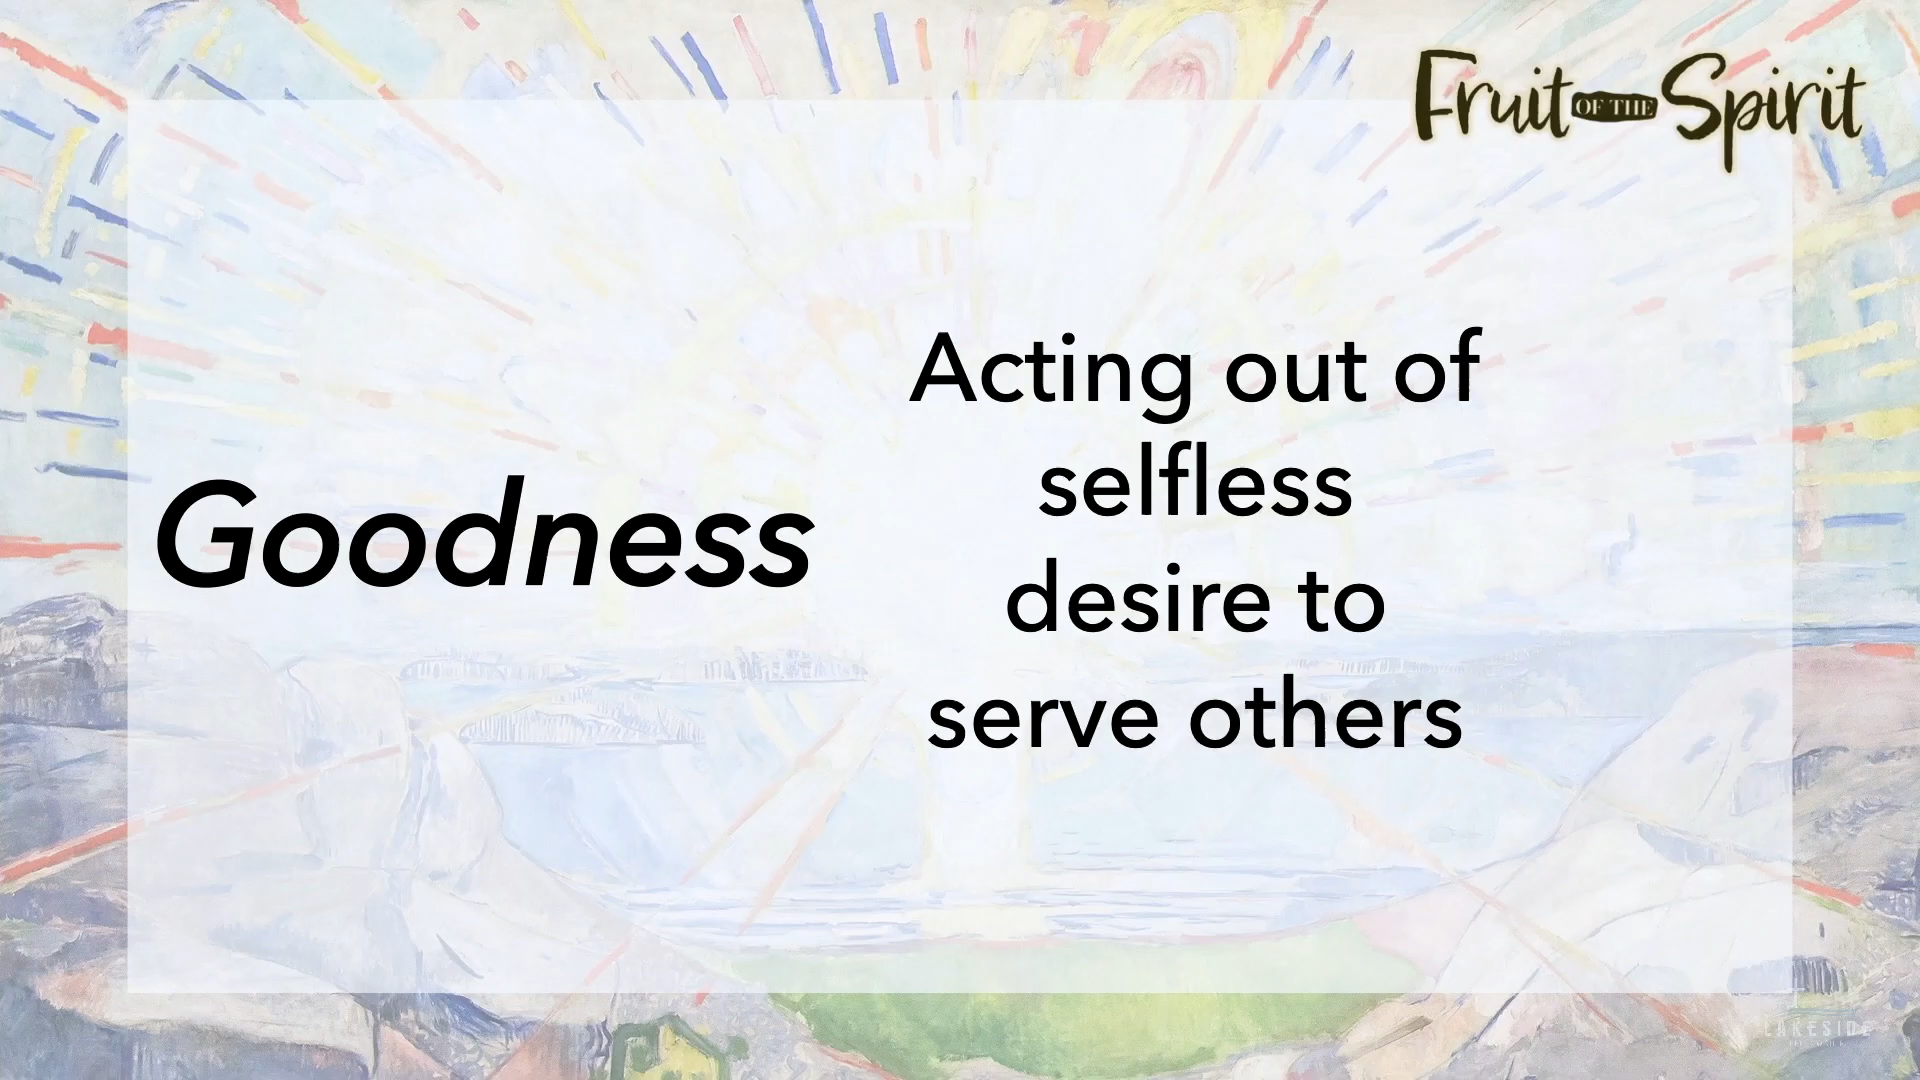 Fruit OF THE Spirit
Goodness
Acting out of
selfless
desire to
serve others
LAKESIDE